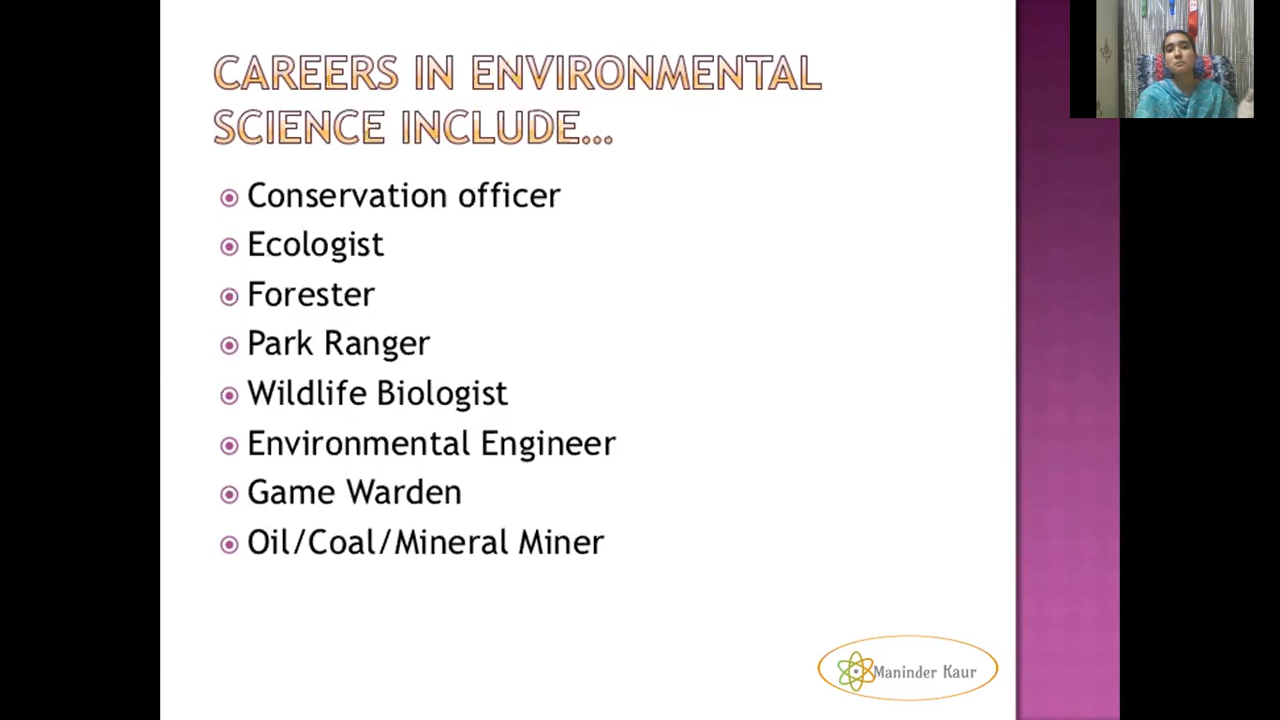 CAREERS IN ENVIRONMENTAL
SCIENCE INCLUDE...
Conservation officer
Ecologist
Forester
Park Ranger
Wildlife Biologist
Environmental Engineer
Game Warden
Oil/Coal/Mineral Miner
Maninder Kaur